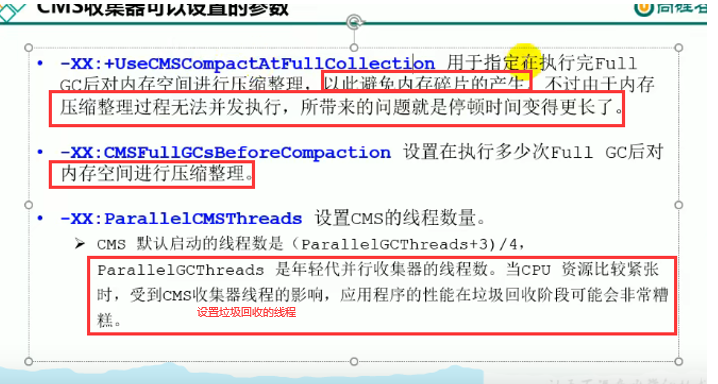 CMS收集器可以设置的参数
• -XX:+UseCMSCompactAtFullCollection 用于指定在执行完Full
GC后对内存空间进行压缩整理,以此避免内存碎片的产生。不过由于内存
压缩整理过程无法并发执行,所带来的问题就是停顿时间变得更长了。
• -XX:CMSFullGCsBeforeCompaction 设置在执行多少次Full GC后对
内存空间进行压缩整理。
• -XX:ParallelCMSThreads 设置CMS的线程数量。
➢ CMS 默认启动的线程数是(ParallelGCThreads+3)/4,
ParallelGCThreads 是年轻代并行收集器的线程数。当CPU 资源比较紧张
时,受到CMS收集器线程的影响,应用程序的性能在垃圾回收阶段可能会非常糟
糕。
设置垃圾回收的线程